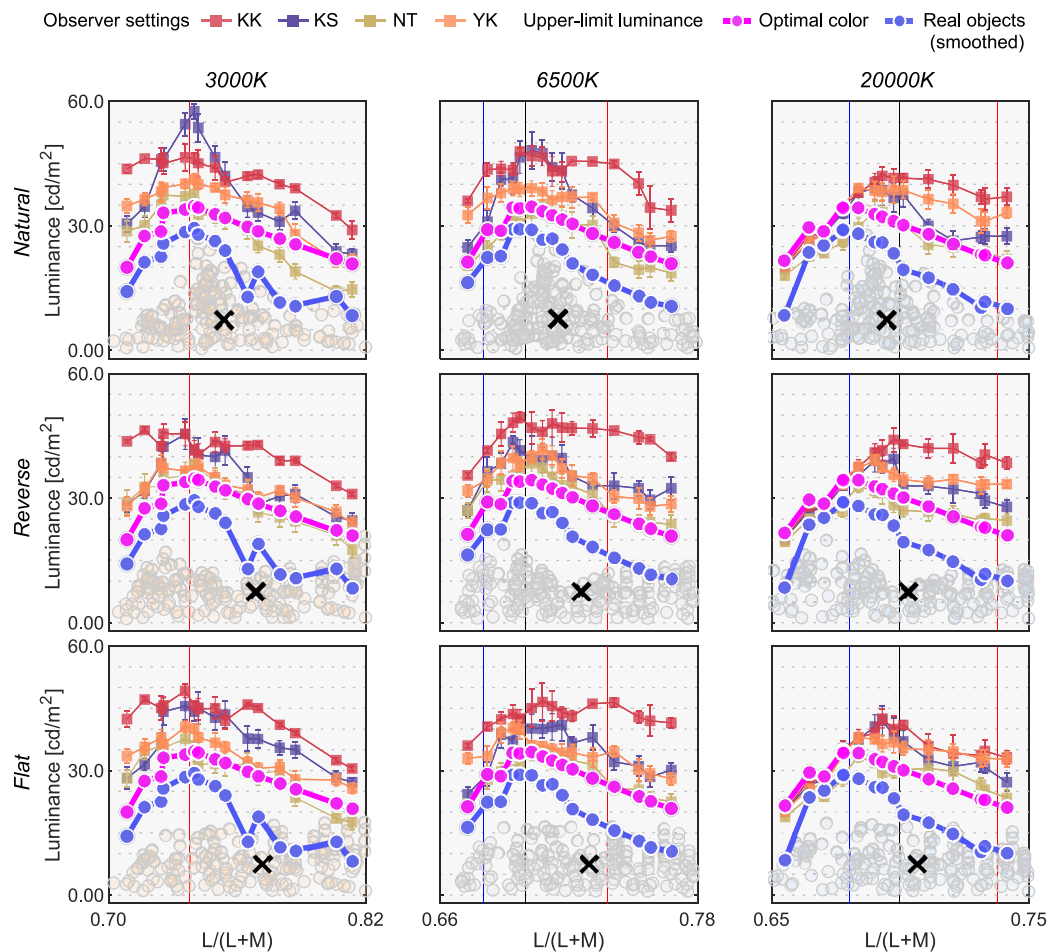 Observer settings KK KS NT YK Upper-limit luminance Optimal color Real objects
(smoothed)
3000K 6500K 20000K
60.0
Natural
Luminance [cd/m²]
30.0
0.00
60.0
Reverse
Luminance [cd/m²]
30.0
0.00
60.0
Flat
Luminance [cd/m²]
30.0
0.00
0.70 0.82 0.66 0.78 0.65 0.75
L/(L+M) L/(L+M) L/(L+M)